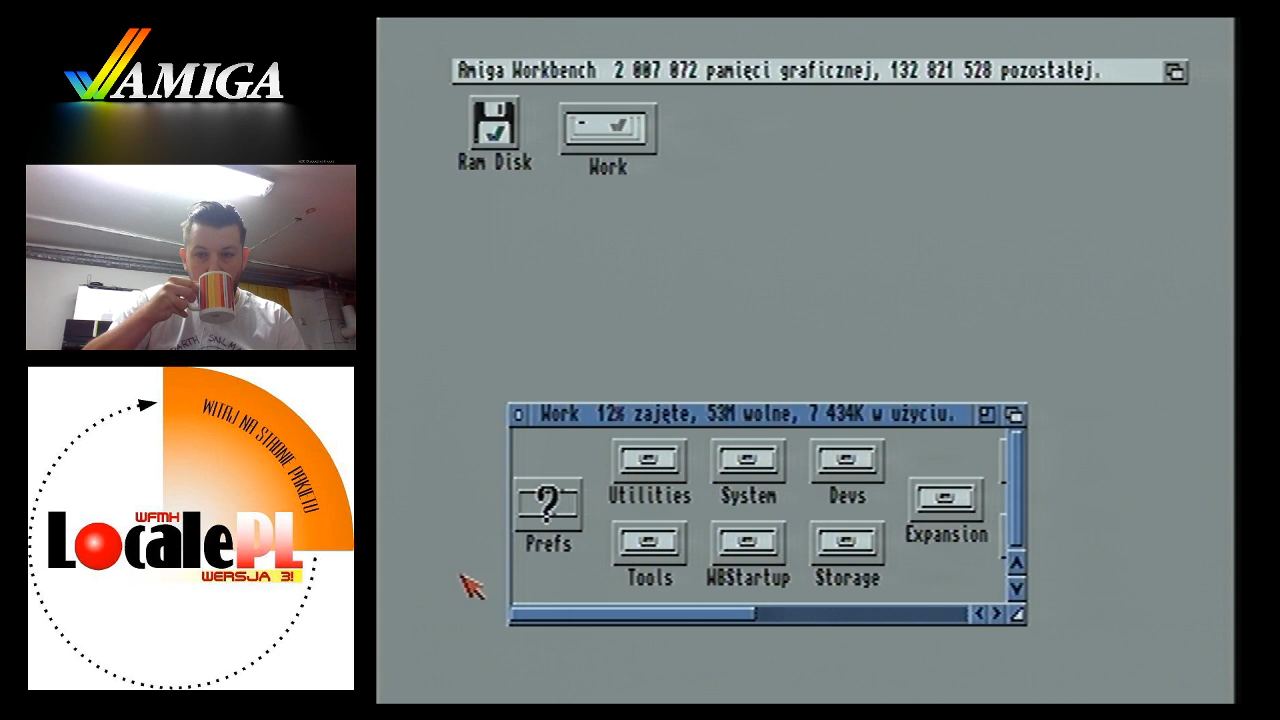 AMIGA
WITAJ NA STRONIE PAKIETU
WFMH
LocalePL
WERSJA 3!
Amiga Workbench 2 007 072 pamięci graficznej, 132 821 528 pozostałej.
Ram Disk
Work
Work 12% zajęte, 53M wolne, 7 434K w użyciu.
Utilities
System
Devs
Prefs
Expansion
Tools
WBStartup
Storage